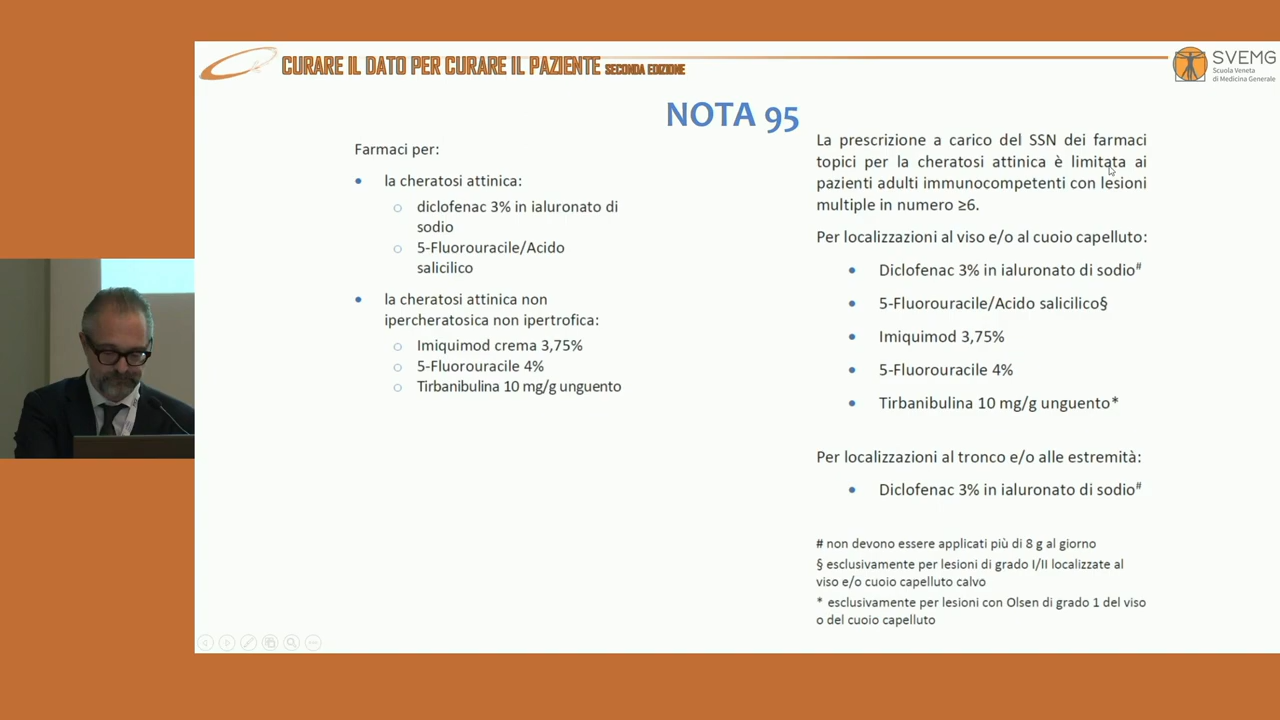 CURARE IL DATO PER CURARE IL PAZIENTE SECONDA EDIZIONE
SVEMG
Scuola Veneta
di Medicina Generale
NOTA 95
Farmaci per:
• la cheratosi attinica:
○ diclofenac 3% in ialuronato di
sodio
○ 5-Fluorouracile/Acido
salicilico
• la cheratosi attinica non
ipercheratosica non ipertrofica:
○ Imiquimod crema 3,75%
○ 5-Fluorouracile 4%
○ Tirbanibulina 10 mg/g unguento
La prescrizione a carico del SSN dei farmaci
topici per la cheratosi attinica è limitata ai
pazienti adulti immunocompetenti con lesioni
multiple in numero ≥6.
Per localizzazioni al viso e/o al cuoio capelluto:
• Diclofenac 3% in ialuronato di sodio#
• 5-Fluorouracile/Acido salicilico§
• Imiquimod 3,75%
• 5-Fluorouracile 4%
• Tirbanibulina 10 mg/g unguento*
Per localizzazioni al tronco e/o alle estremità:
• Diclofenac 3% in ialuronato di sodio#
# non devono essere applicati più di 8 g al giorno
§ esclusivamente per lesioni di grado I/II localizzate al
viso e/o cuoio capelluto calvo
* esclusivamente per lesioni con Olsen di grado 1 del viso
o del cuoio capelluto